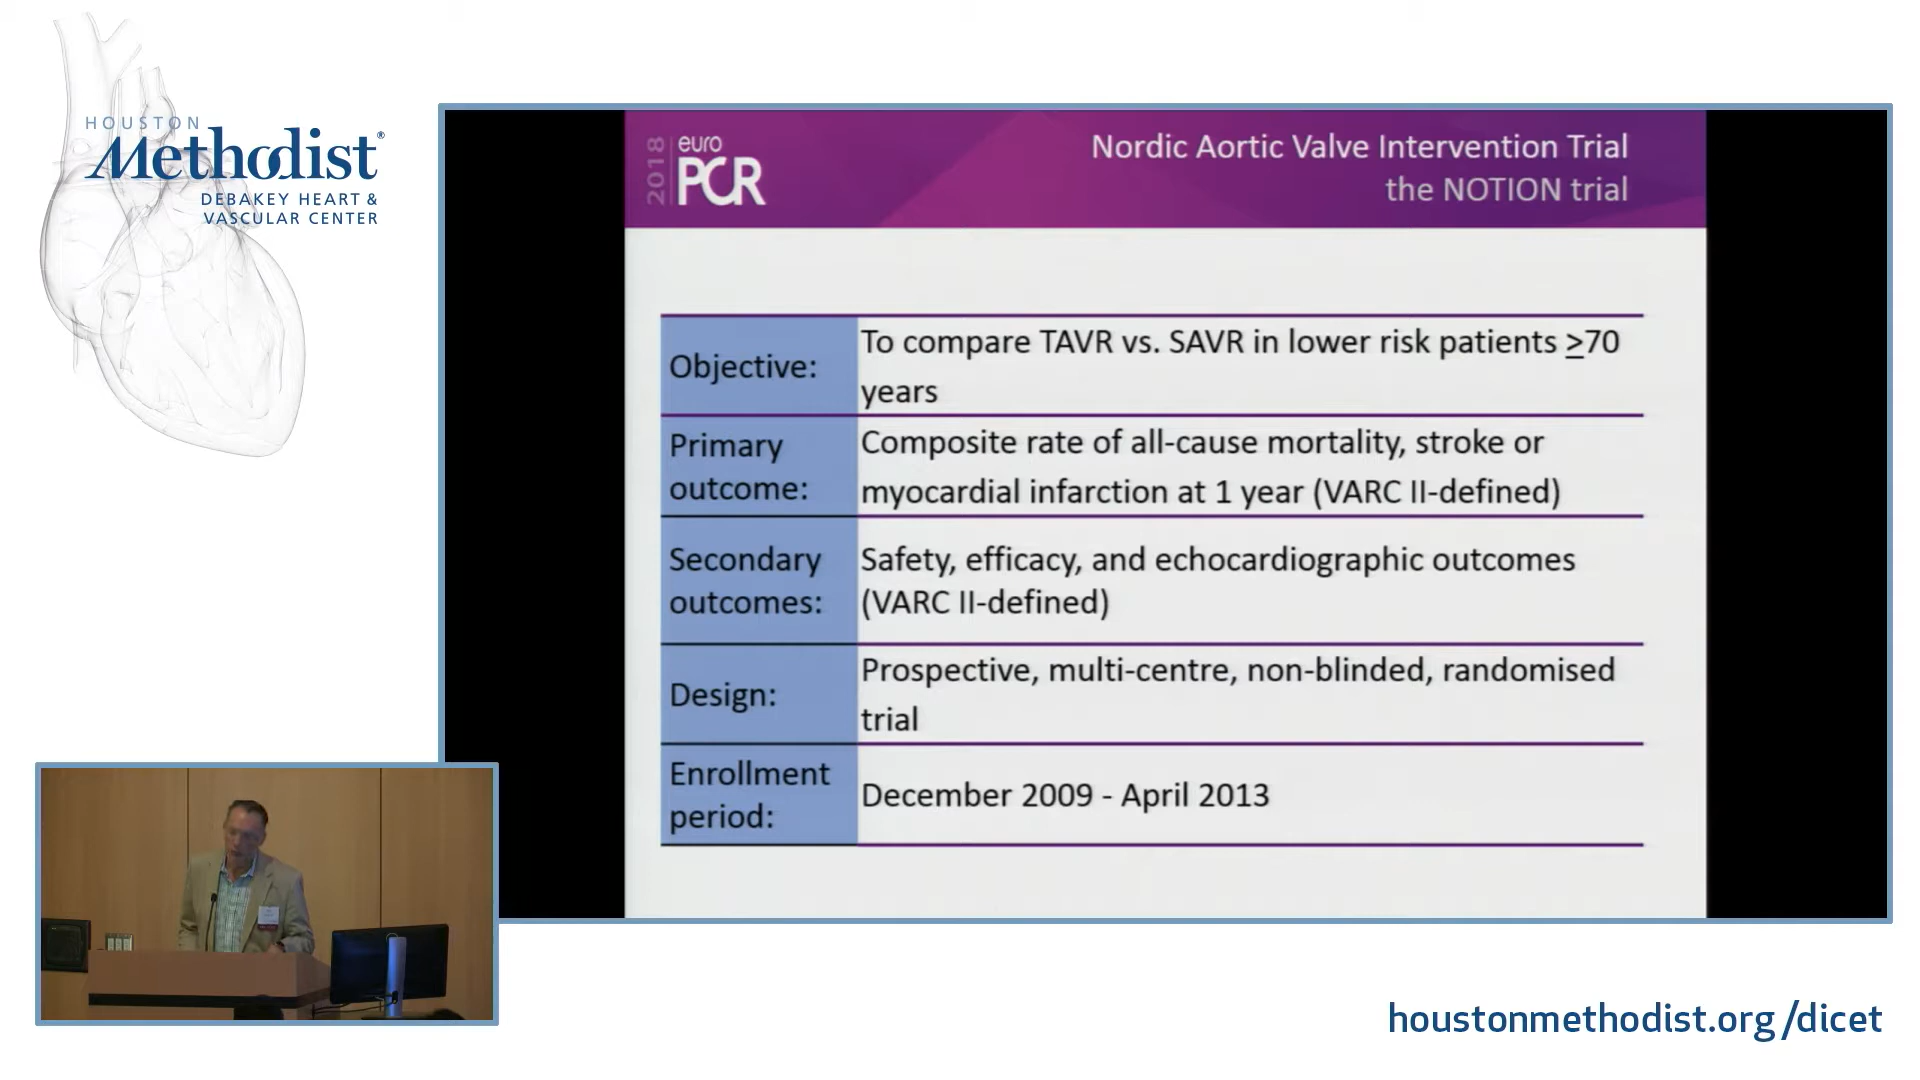 HOUSTON
Methodist®
DEBAKEY HEART &
VASCULAR CENTER
2018
euro
PCR
Nordic Aortic Valve Intervention Trial
the NOTION trial
Objective:
To compare TAVR vs. SAVR in lower risk patients ≥70
years
Primary
outcome:
Composite rate of all-cause mortality, stroke or
myocardial infarction at 1 year (VARC II-defined)
Secondary
outcomes:
Safety, efficacy, and echocardiographic outcomes
(VARC II-defined)
Design:
Prospective, multi-centre, non-blinded, randomised
trial
Enrollment
period:
December 2009 - April 2013
houstonmethodist.org/dicet